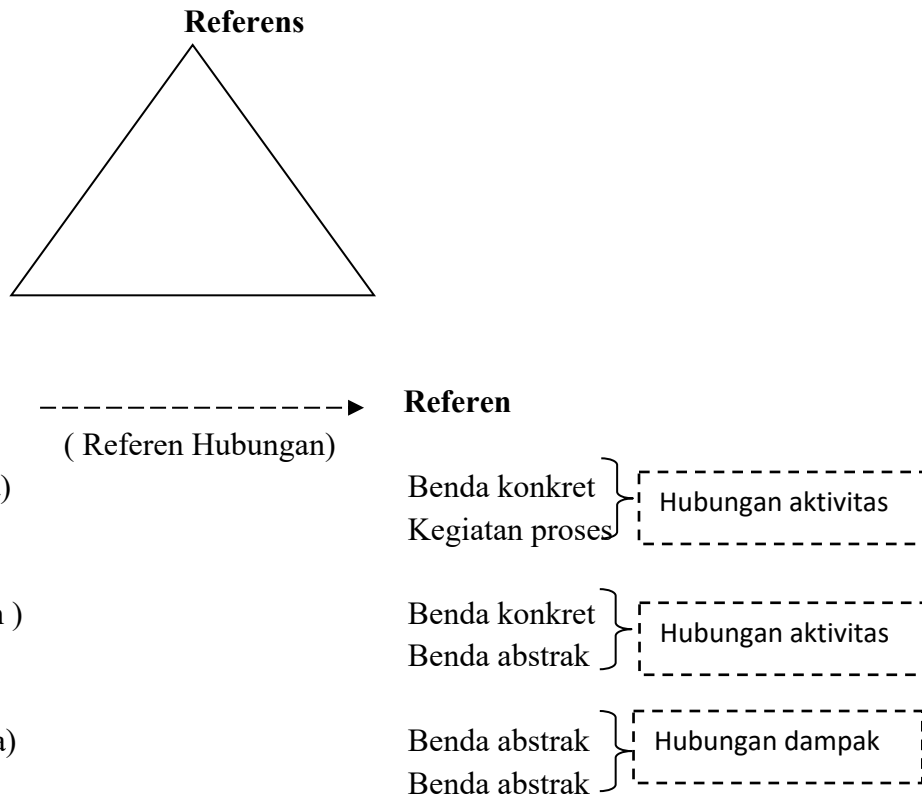 Referens
Referen
( Referen Hubungan)
)
Benda konkret
Hubungan aktivitas
Kegiatan proses
)
Benda konkret
Hubungan aktivitas
Benda abstrak
a)
Benda abstrak
Hubungan dampak
Benda abstrak